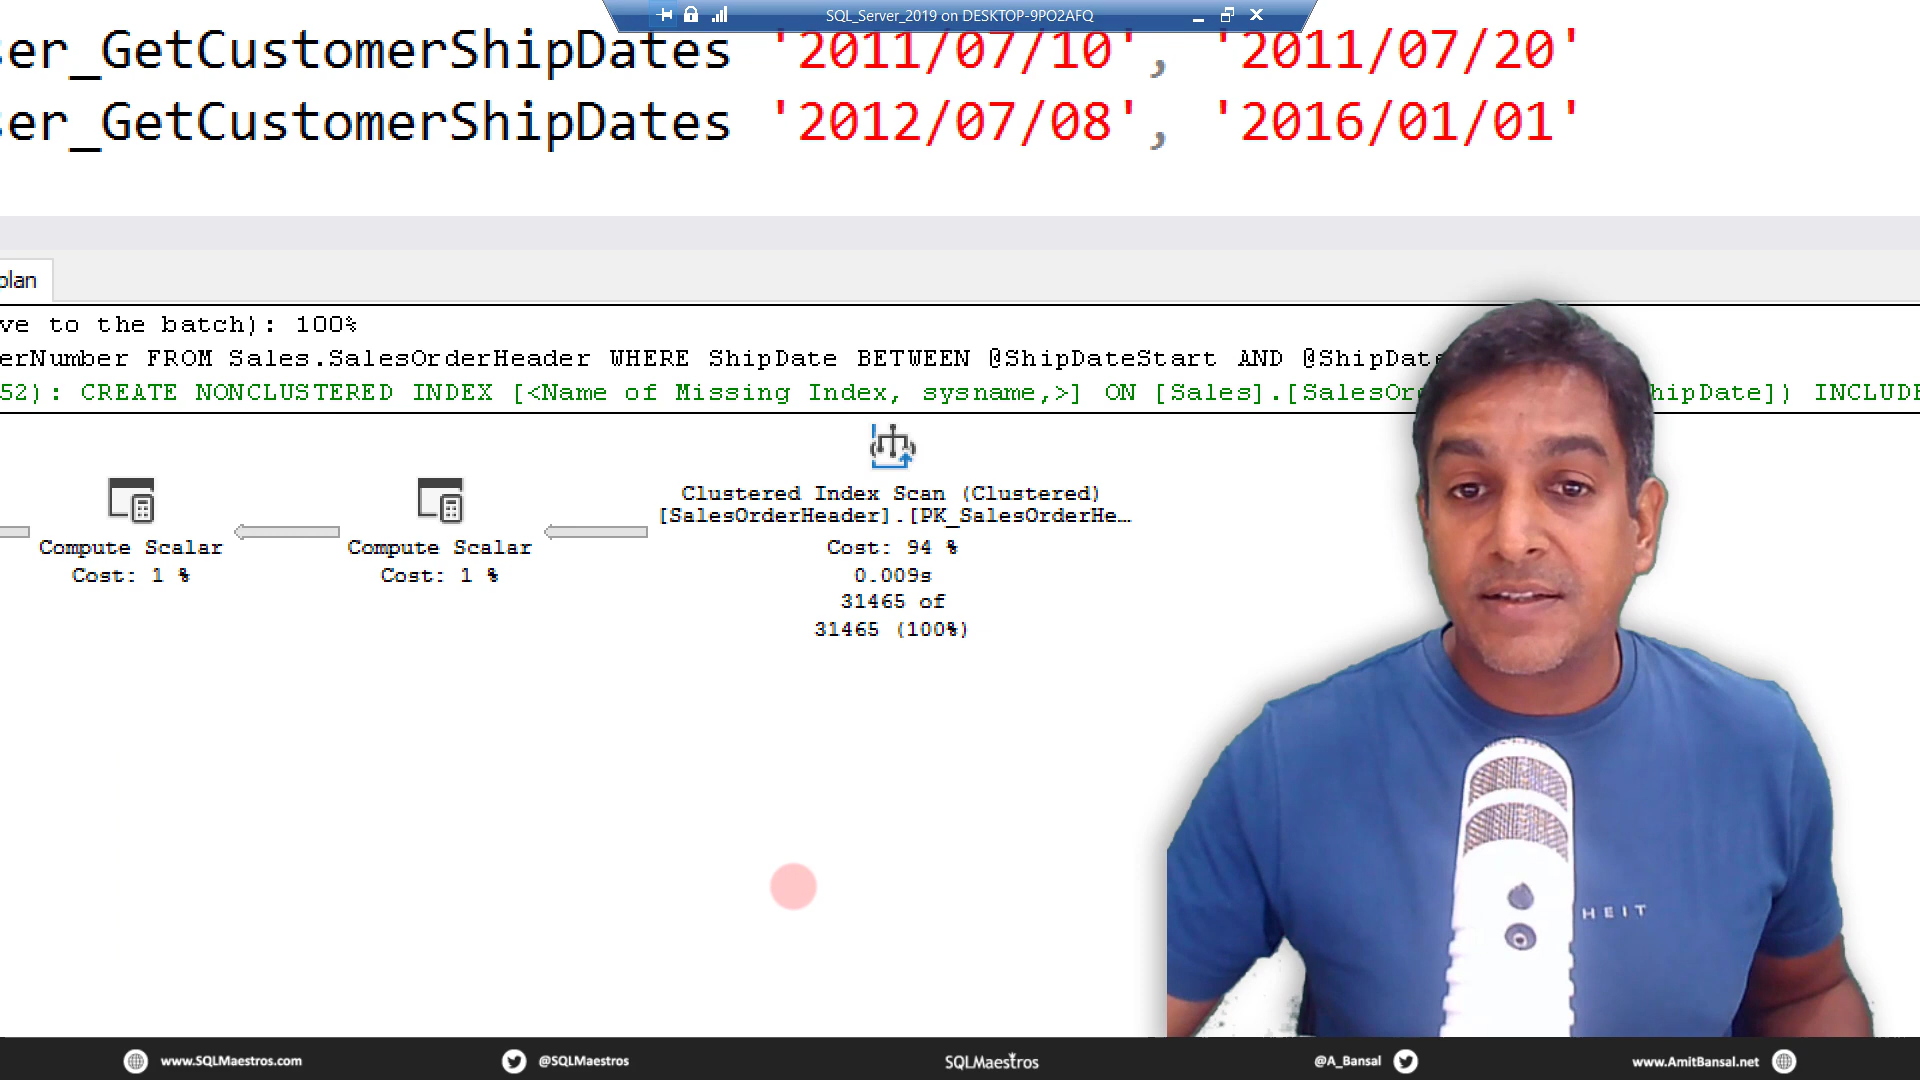 SQL_Server_2019 on DESKTOP-9PO2AFQ
ser_GetCustomerShipDates '2011/07/10', '2011/07/20'
ser_GetCustomerShipDates '2012/07/08', '2016/01/01'
plan
ve to the batch): 100%
erNumber FROM Sales.SalesOrderHeader WHERE ShipDate BETWEEN @ShipDateStart AND @ShipDate
52): CREATE NONCLUSTERED INDEX [<Name of Missing Index, sysname,>] ON [Sales].[SalesOr hipDate]) INCLUDE
Compute Scalar
Cost: 1 %
Compute Scalar
Cost: 1 %
Clustered Index Scan (Clustered)
[SalesOrderHeader].[PK_SalesOrderHe…
Cost: 94 %
0.009s
31465 of
31465 (100%)
HEIT
www.SQLMaestros.com
@SQLMaestros
SQLMaestros
@A_Bansal
www.AmitBansal.net